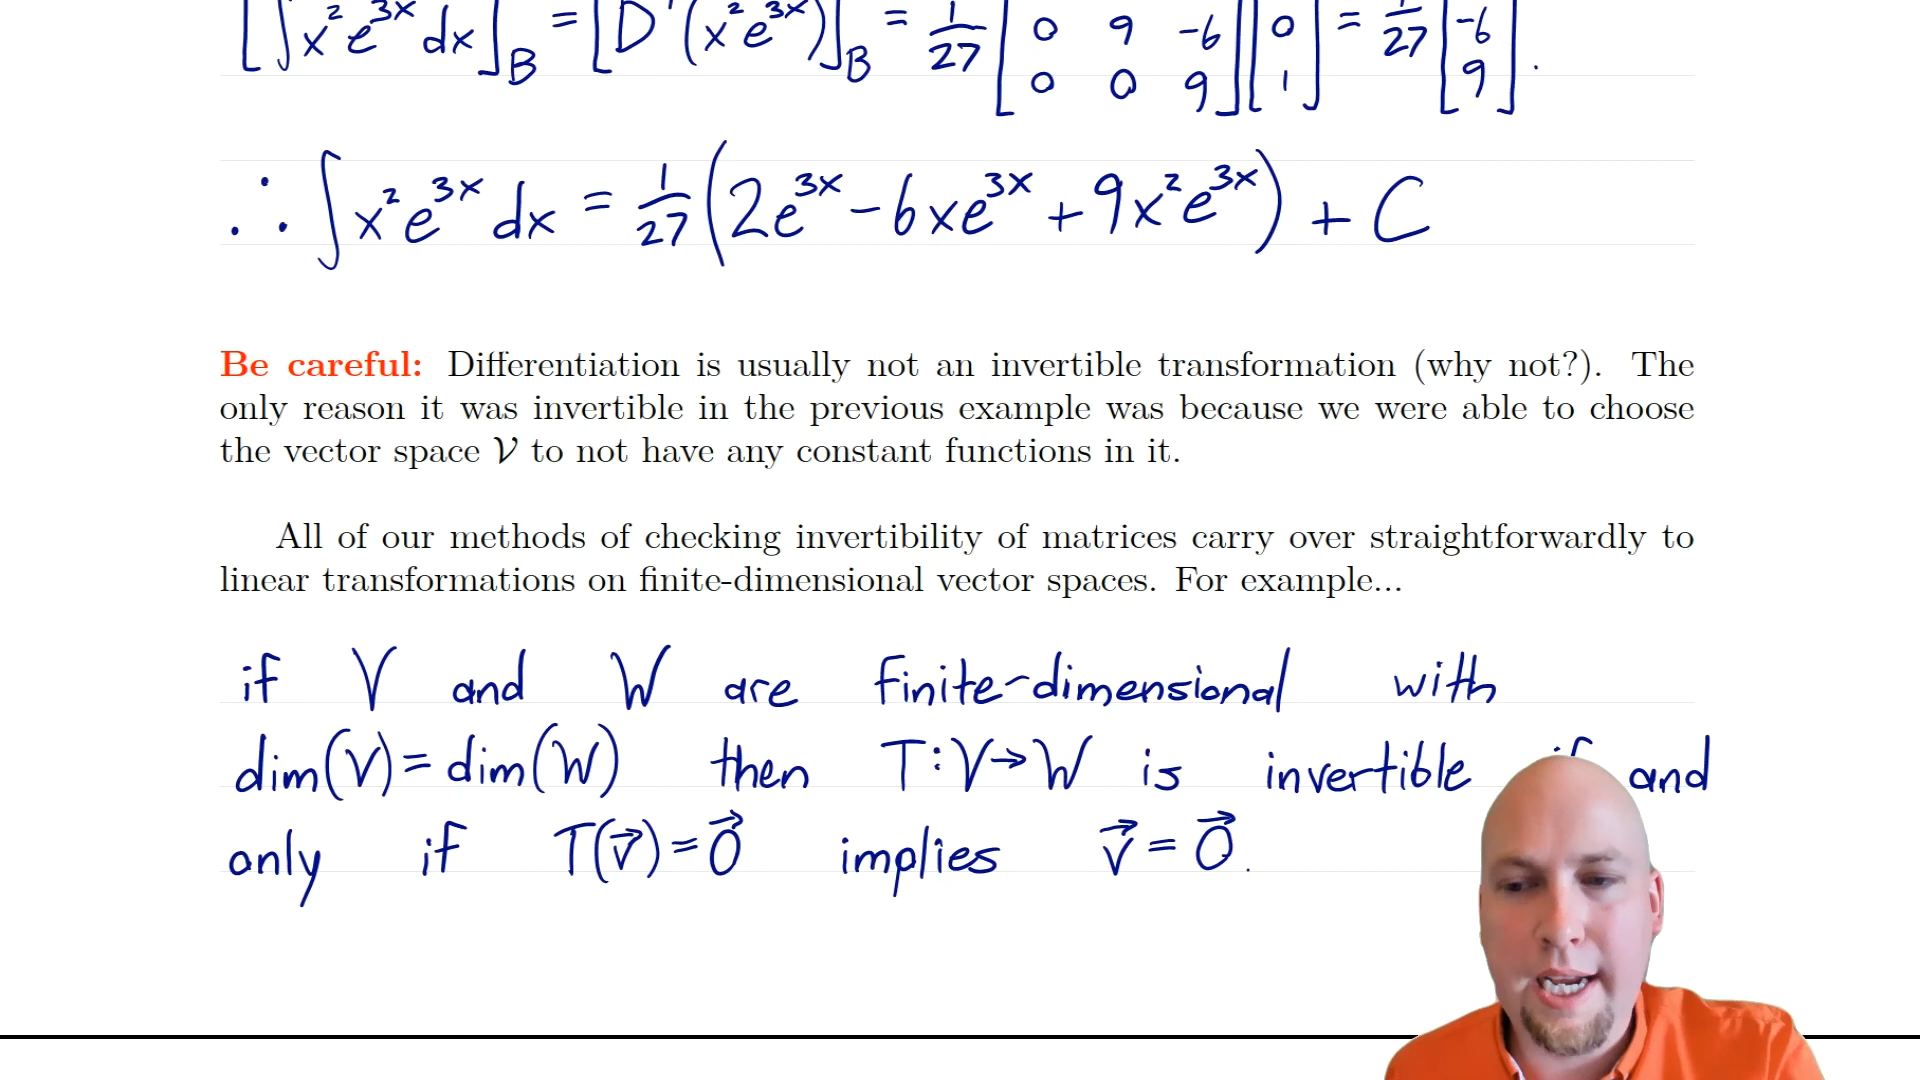 [∫x²e³ˣ dx]_B = [D⁻¹(x²e³ˣ)]_B = 1/27 [0 9 -6; 0 0 9] [0; 1] = 1/27 [-6; 9].
∴ ∫x²e³ˣ dx = 1/27 (2e³ˣ - 6xe³ˣ + 9x²e³ˣ) + C
Be careful: Differentiation is usually not an invertible transformation (why not?). The
only reason it was invertible in the previous example was because we were able to choose
the vector space 𝒱 to not have any constant functions in it.
All of our methods of checking invertibility of matrices carry over straightforwardly to
linear transformations on finite-dimensional vector spaces. For example...
if V and W are finite-dimensional with
dim(V) = dim(W) then T: V→W is invertible if and
only if T(v⃗) = 0⃗ implies v⃗ = 0⃗.